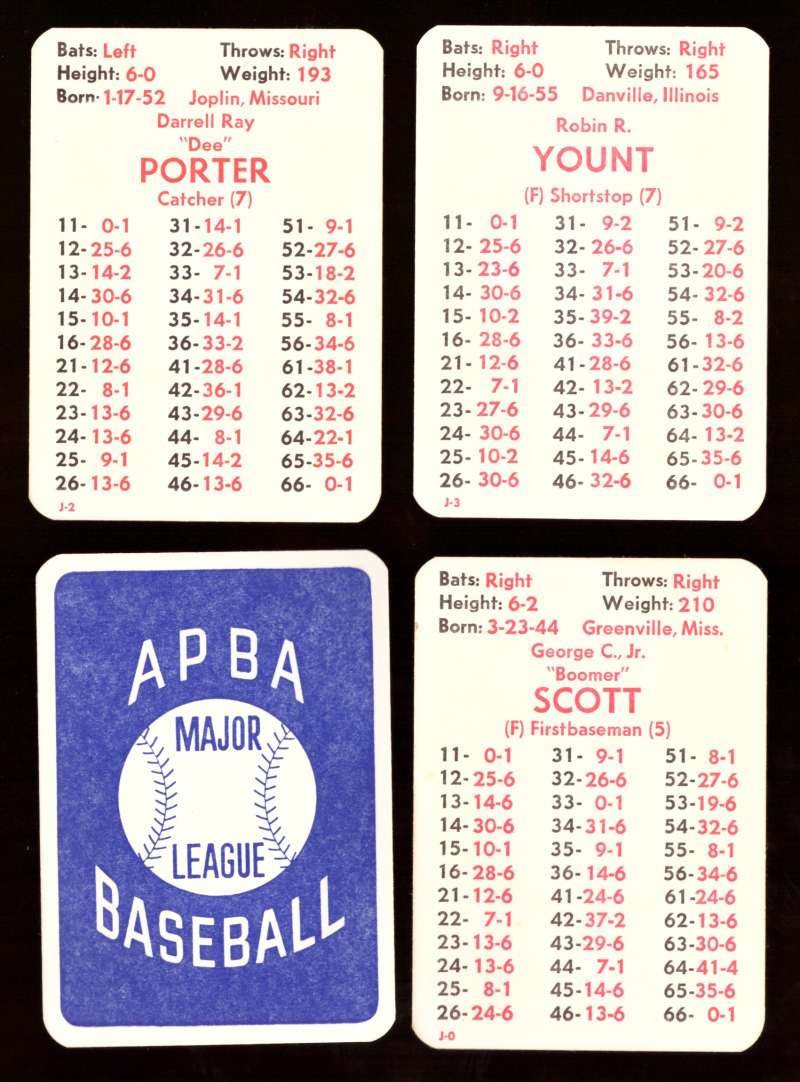 Bats: Left Throws: Right
Height: 6-0 Weight: 193
Born: 1-17-52 Joplin, Missouri
Darrell Ray
"Dee"
PORTER
Catcher (7)
11- 0-1 31-14-1 51- 9-1
12-25-6 32-26-6 52-27-6
13-14-2 33- 7-1 53-18-2
14-30-6 34-31-6 54-32-6
15-10-1 35-14-1 55- 8-1
16-28-6 36-33-2 56-34-6
21-12-6 41-28-6 61-38-1
22- 8-1 42-36-1 62-13-2
23-13-6 43-29-6 63-32-6
24-13-6 44- 8-1 64-22-1
25- 9-1 45-14-2 65-35-6
26-13-6 46-13-6 66- 0-1
J-2
Bats: Right Throws: Right
Height: 6-0 Weight: 165
Born: 9-16-55 Danville, Illinois
Robin R.
YOUNT
(F) Shortstop (7)
11- 0-1 31- 9-2 51- 9-2
12-25-6 32-26-6 52-27-6
13-23-6 33- 7-1 53-20-6
14-30-6 34-31-6 54-32-6
15-10-2 35-39-2 55- 8-2
16-28-6 36-33-6 56-13-6
21-12-6 41-28-6 61-32-6
22- 7-1 42-13-2 62-29-6
23-27-6 43-29-6 63-30-6
24-30-6 44- 7-1 64-13-2
25-10-2 45-14-6 65-35-6
26-30-6 46-32-6 66- 0-1
J-3
APBA
MAJOR
LEAGUE
BASEBALL
Bats: Right Throws: Right
Height: 6-2 Weight: 210
Born: 3-23-44 Greenville, Miss.
George C., Jr.
"Boomer"
SCOTT
(F) Firstbaseman (5)
11- 0-1 31- 9-1 51- 8-1
12-25-6 32-26-6 52-27-6
13-14-6 33- 0-1 53-19-6
14-30-6 34-31-6 54-32-6
15-10-1 35- 9-1 55- 8-1
16-28-6 36-14-6 56-34-6
21-12-6 41-24-6 61-24-6
22- 7-1 42-37-2 62-13-6
23-13-6 43-29-6 63-30-6
24-13-6 44- 7-1 64-41-4
25- 8-1 45-14-6 65-35-6
26-24-6 46-13-6 66- 0-1
J-0